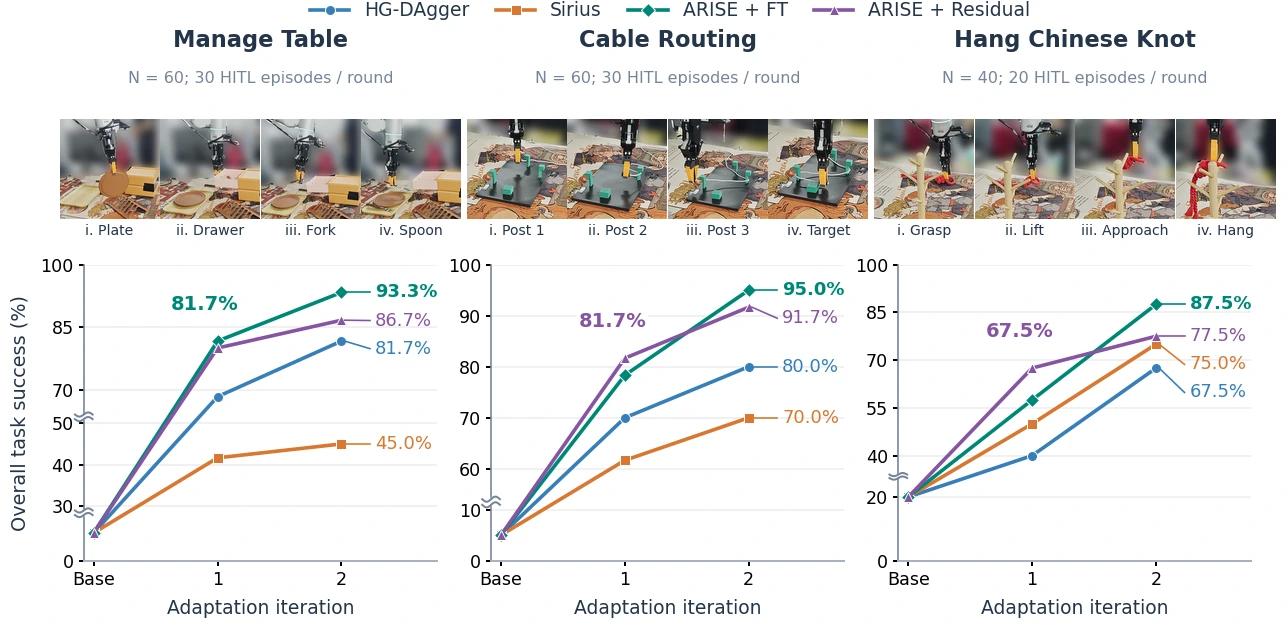 HG-DAgger Sirius ARISE + FT ARISE + Residual
Manage Table
N = 60; 30 HITL episodes / round
i. Plate ii. Drawer iii. Fork iv. Spoon
Cable Routing
N = 60; 30 HITL episodes / round
i. Post 1 ii. Post 2 iii. Post 3 iv. Target
Hang Chinese Knot
N = 40; 20 HITL episodes / round
i. Grasp ii. Lift iii. Approach iv. Hang
Overall task success (%)
100
85
70
50
40
30
0
81.7%
93.3%
86.7%
81.7%
45.0%
Base 1 2
Adaptation iteration
100
90
80
70
60
10
0
81.7%
95.0%
91.7%
80.0%
70.0%
Base 1 2
Adaptation iteration
100
85
70
55
40
20
0
67.5%
87.5%
77.5%
75.0%
67.5%
Base 1 2
Adaptation iteration